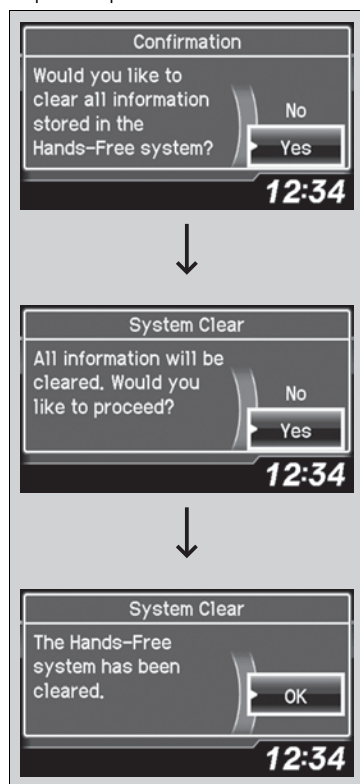 Confirmation
Would you like to
clear all information
stored in the
Hands-Free system?
No
Yes
12:34
System Clear
All information will be
cleared. Would you
like to proceed?
No
Yes
12:34
System Clear
The Hands-Free
system has been
cleared.
OK
12:34